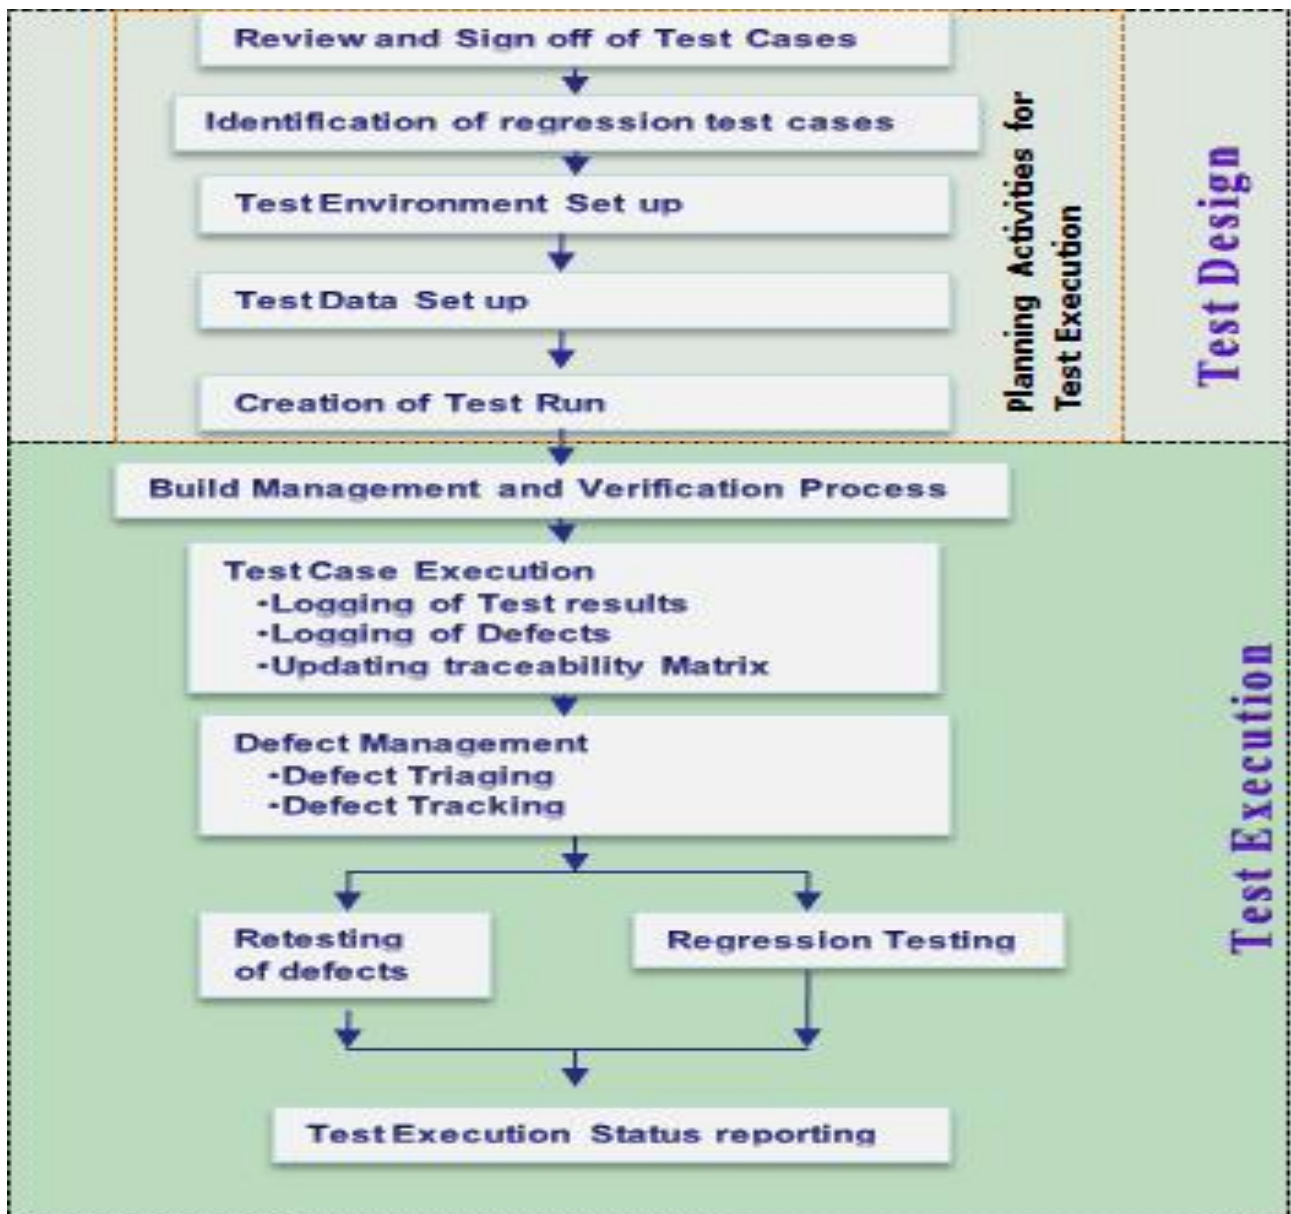 Review and Sign off of Test Cases
Identification of regression test cases
Test Environment Set up
Test Data Set up
Creation of Test Run
Planning Activities for
Test Execution
Test Design
Build Management and Verification Process
Test Case Execution
•Logging of Test results
•Logging of Defects
•Updating traceability Matrix
Defect Management
•Defect Triaging
•Defect Tracking
Retesting
of defects
Regression Testing
Test Execution Status reporting
Test Execution